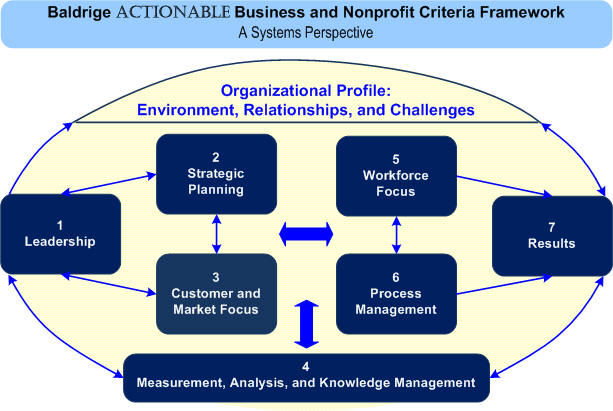 Baldrige ACTIONABLE Business and Nonprofit Criteria Framework
A Systems Perspective
Organizational Profile:
Environment, Relationships, and Challenges
2
Strategic
Planning
5
Workforce
Focus
1
Leadership
7
Results
3
Customer and
Market Focus
6
Process
Management
4
Measurement, Analysis, and Knowledge Management